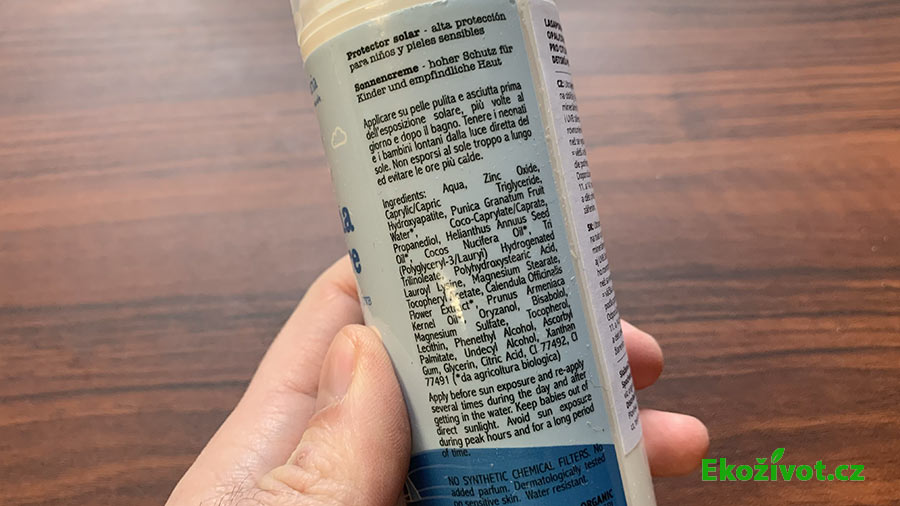 Protector solar - alta protección
para niños y pieles sensibles
Sonnencreme - hoher Schutz für
Kinder und empfindliche Haut
Applicare su pelle pulita e asciutta prima
dell'esposizione solare, più volte al
giorno e dopo il bagno. Tenere i neonati
e i bambini lontani dalla luce diretta del
sole. Non esporsi al sole troppo a lungo
ed evitare le ore più calde.
Ingredients: Aqua, Zinc Oxide,
Caprylic/Capric Triglyceride,
Hydroxyapatite, Punica Granatum Fruit
Water*, Coco-Caprylate/Caprate,
Propanediol, Helianthus Annuus Seed
Oil*, Cocos Nucifera Oil*, Tri
(Polyglyceryl-3/Lauryl) Hydrogenated
Trilinoleate, Polyhydroxystearic Acid,
Lauroyl Lysine, Magnesium Stearate,
Tocopheryl Acetate, Calendula Officinalis
Flower Extract* Prunus Armeniaca
Kernel Oil* Oryzanol, Bisabolol,
Magnesium Sulfate, Tocopherol,
Lecithin, Phenethyl Alcohol, Ascorbyl
Palmitate, Undecyl Alcohol, Xanthan
Gum, Glycerin, Citric Acid, CI 77492, CI
77491 (*da agricoltura biologica)
Apply before sun exposure and re-apply
several times during the day and after
getting in the water. Keep babies out of
direct sunlight. Avoid sun exposure
during peak hours and for a long period
of time.
NO SYNTHETIC CHEMICAL FILTERS. No
added parfum. Dermatologically tested
on sensitive skin. Water resistant.
ORGANIC
Ekoživot.cz